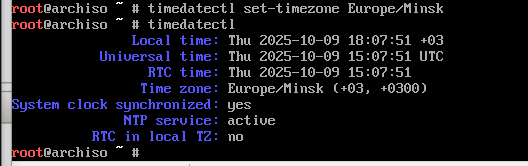 root@archiso ~ # timedatectl set-timezone Europe/Minsk
root@archiso ~ # timedatectl
Local time: Thu 2025-10-09 18:07:51 +03
Universal time: Thu 2025-10-09 15:07:51 UTC
RTC time: Thu 2025-10-09 15:07:51
Time zone: Europe/Minsk (+03, +0300)
System clock synchronized: yes
NTP service: active
RTC in local TZ: no
root@archiso ~ #